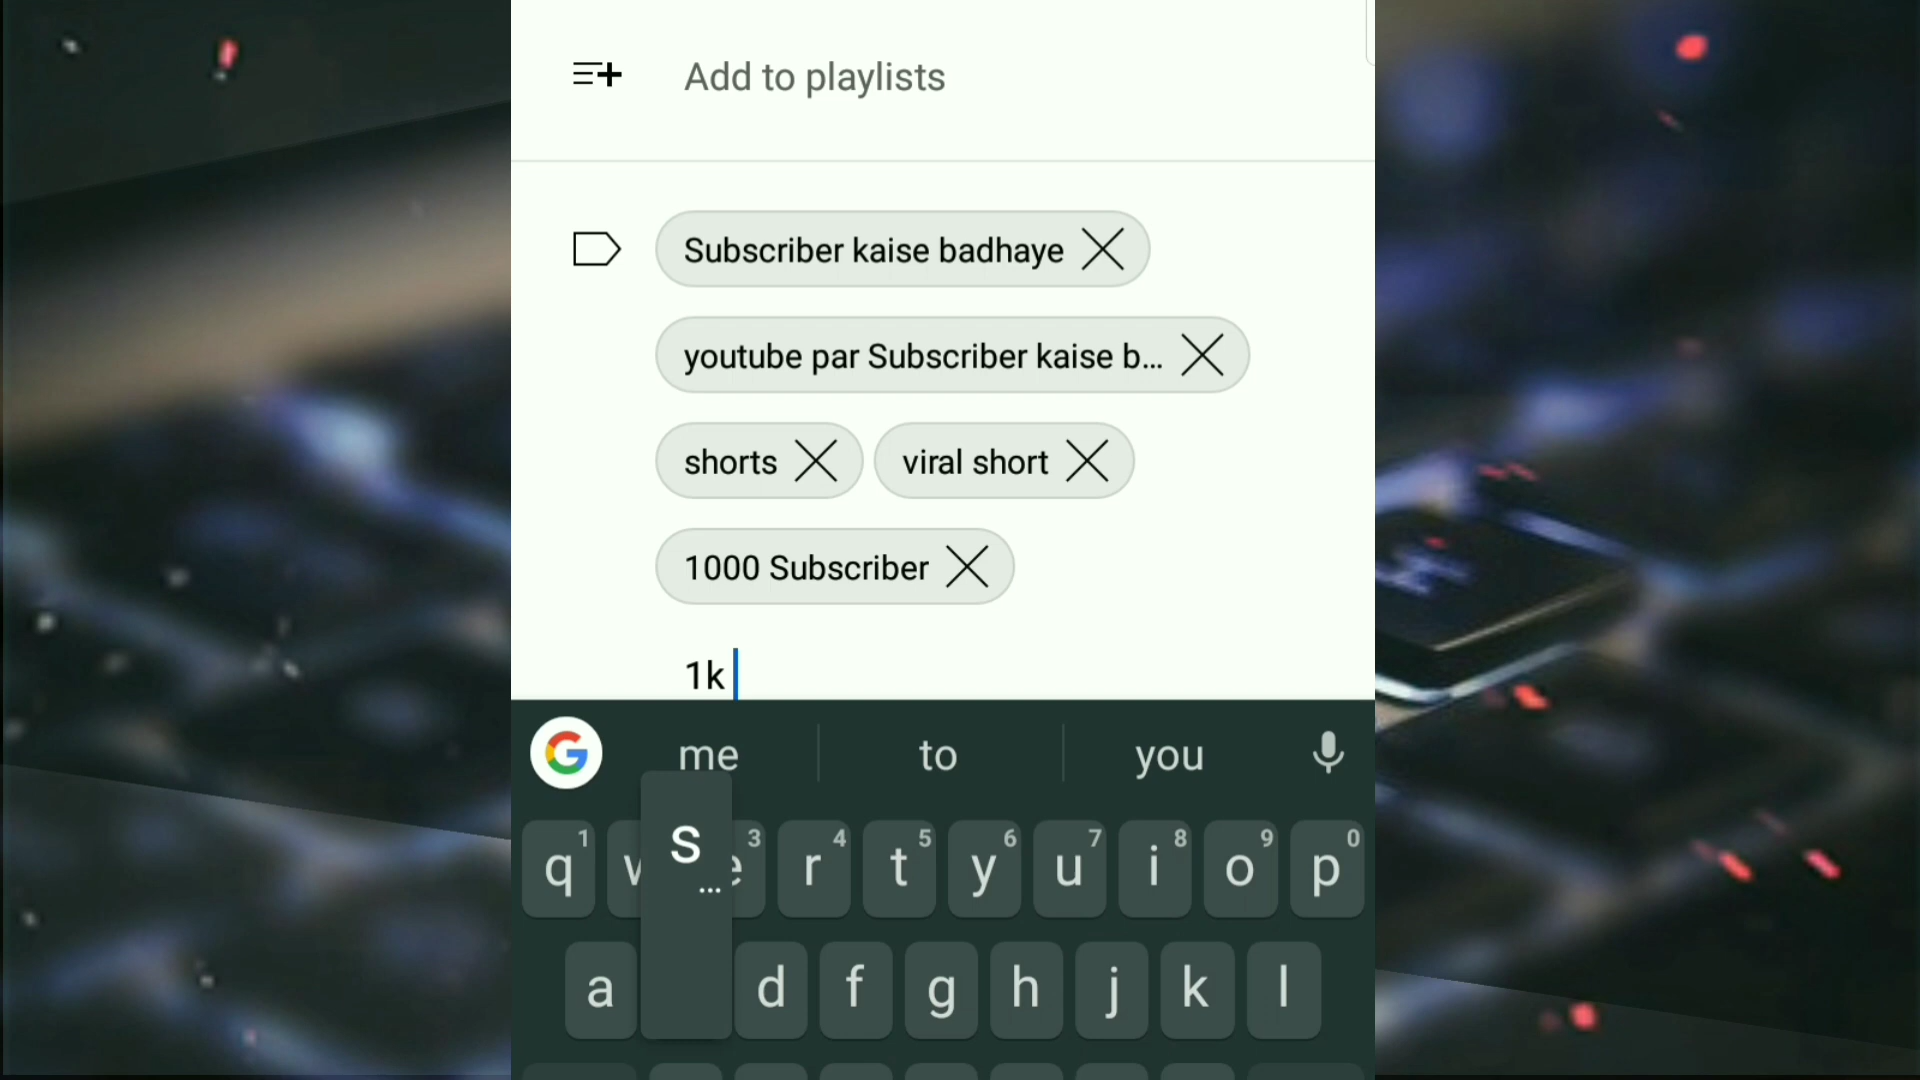 Add to playlists
Subscriber kaise badhaye
youtube par Subscriber kaise b...
shorts
viral short
1000 Subscriber
1k
me to you
s ...
q 1 w e 3 r 4 t 5 y 6 u 7 i 8 o 9 p 0
a d f g h j k l